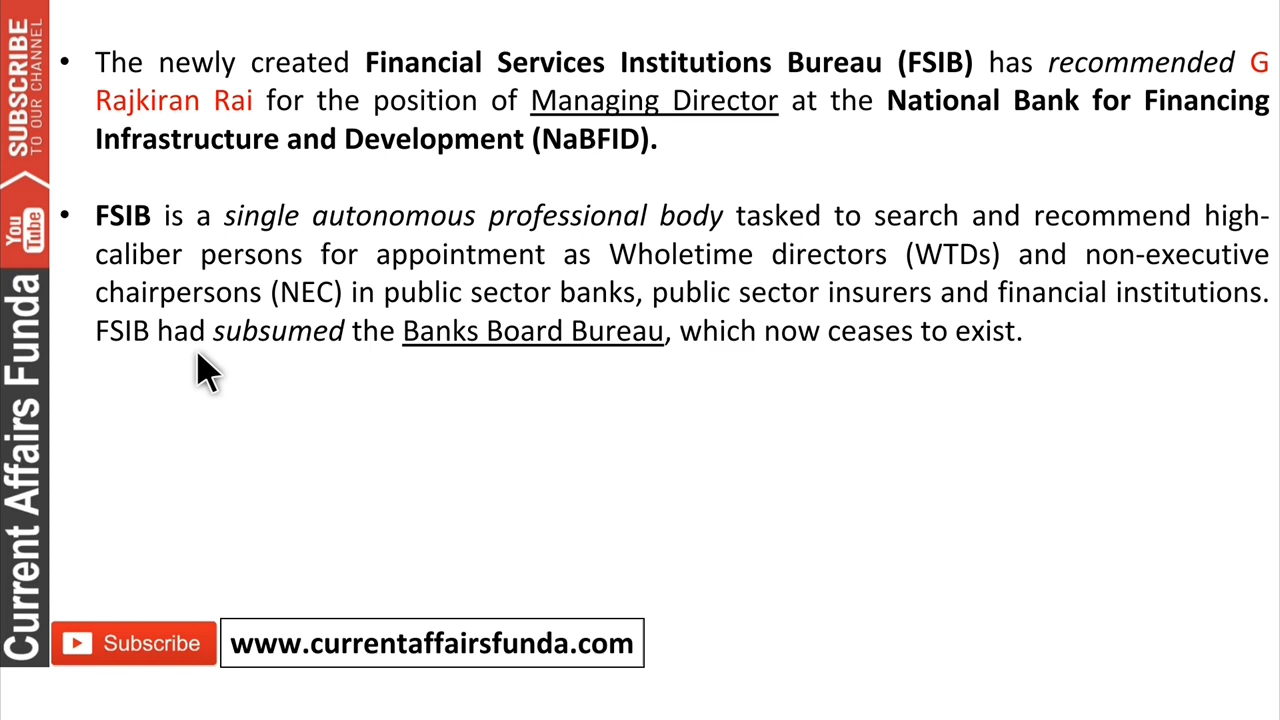 • The newly created Financial Services Institutions Bureau (FSIB) has recommended G
Rajkiran Rai for the position of Managing Director at the National Bank for Financing
Infrastructure and Development (NaBFID).
• FSIB is a single autonomous professional body tasked to search and recommend high-
caliber persons for appointment as Wholetime directors (WTDs) and non-executive
chairpersons (NEC) in public sector banks, public sector insurers and financial institutions.
FSIB had subsumed the Banks Board Bureau, which now ceases to exist.
SUBSCRIBE
TO OUR CHANNEL
You
Tube
Current Affairs Funda
Subscribe
www.currentaffairsfunda.com